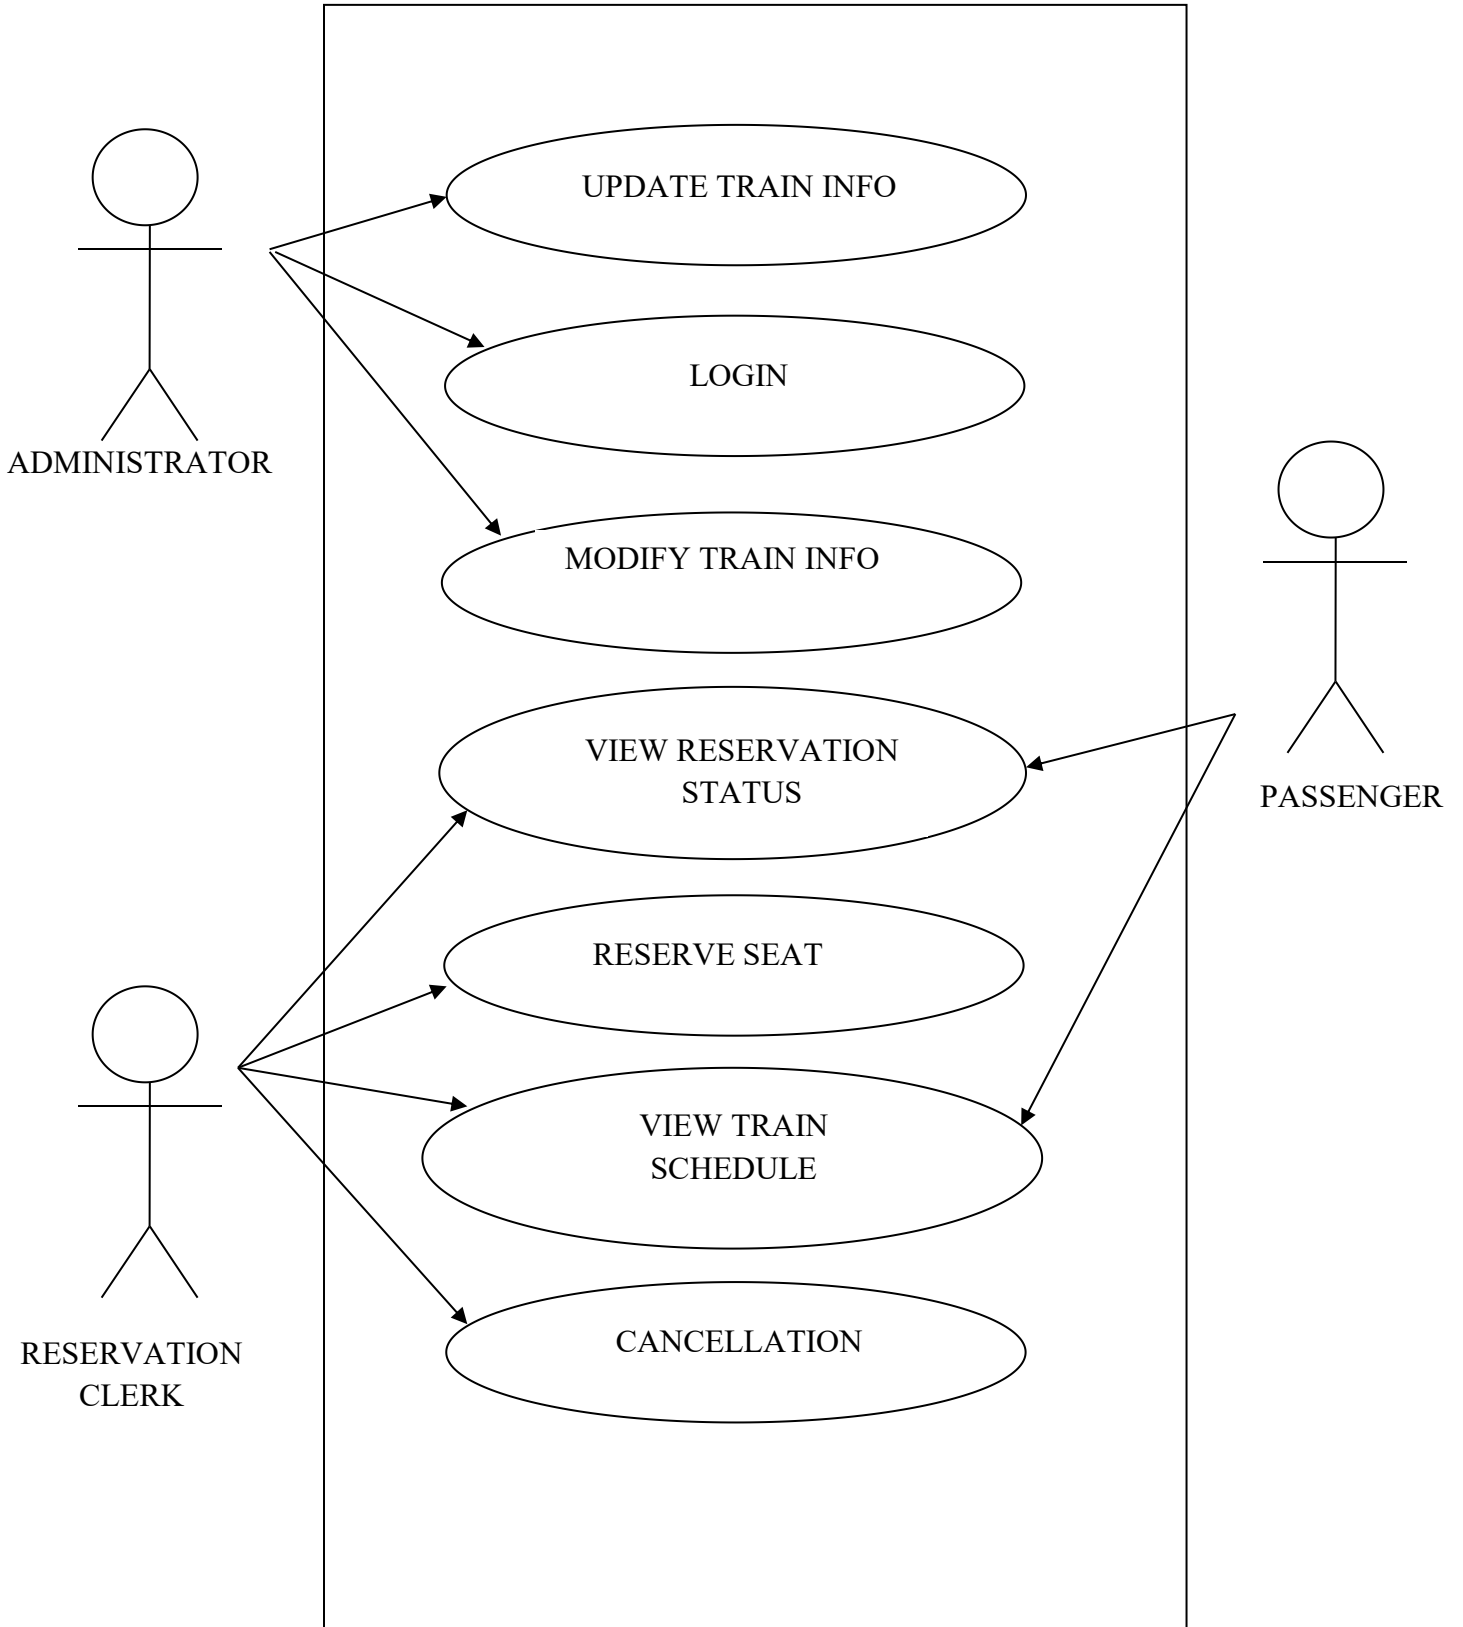 UPDATE TRAIN INFO
LOGIN
ADMINISTRATOR
MODIFY TRAIN INFO
VIEW RESERVATION
STATUS
PASSENGER
RESERVE SEAT
VIEW TRAIN
SCHEDULE
CANCELLATION
RESERVATION
CLERK